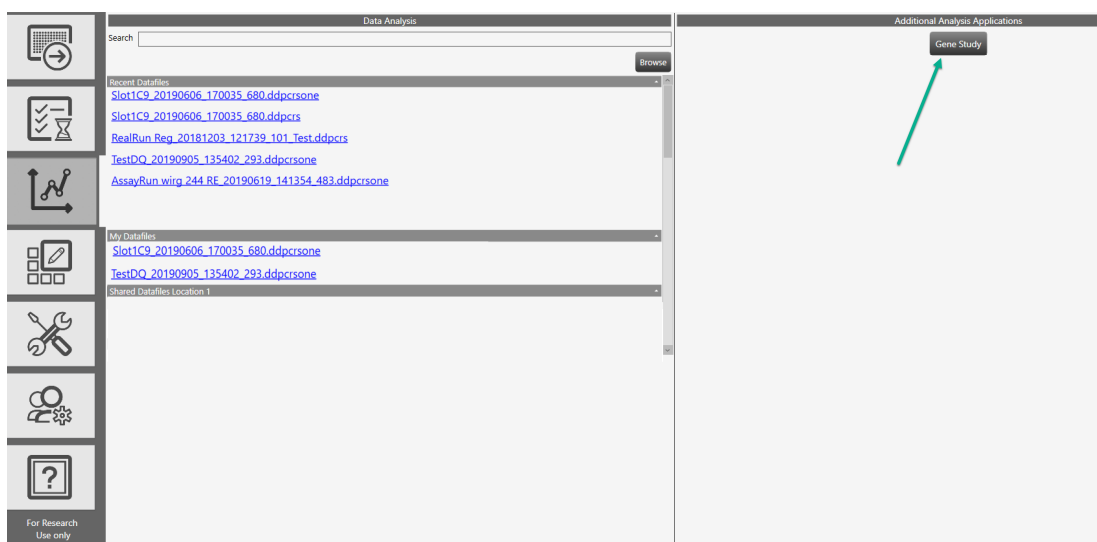 Data Analysis
Search
Browse
Recent Datafiles
Slot1C9_20190606_170035_680.ddpcrsone
Slot1C9_20190606_170035_680.ddpcrs
RealRun Reg_20181203_121739_101_Test.ddpcrs
TestDQ_20190905_135402_293.ddpcrsone
AssayRun wirg 244 RE_20190619_141354_483.ddpcrsone
My Datafiles
Slot1C9_20190606_170035_680.ddpcrsone
TestDQ_20190905_135402_293.ddpcrsone
Shared Datafiles Location 1
Additional Analysis Applications
Gene Study
?
For Research
Use only